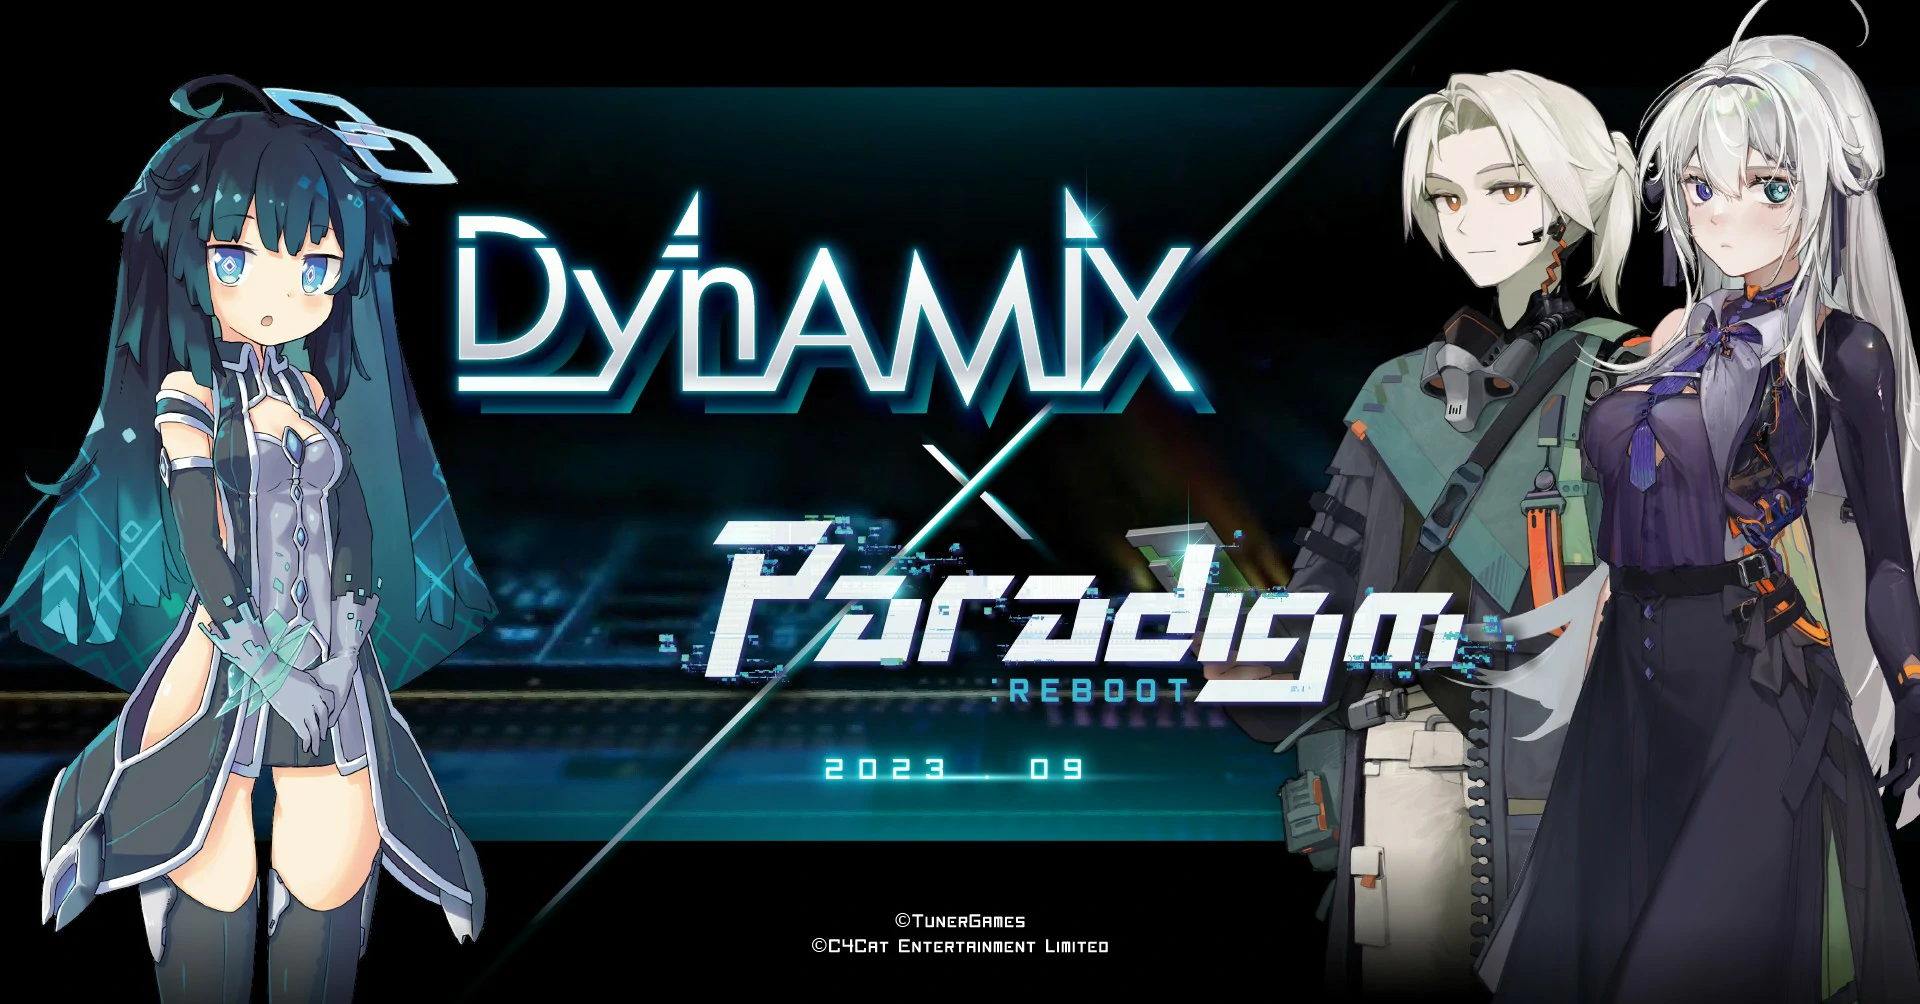 DynAMiX
×
Paradigm
:REBOOT
2023 . 09
©TunerGames
©C4Cat Entertainment Limited